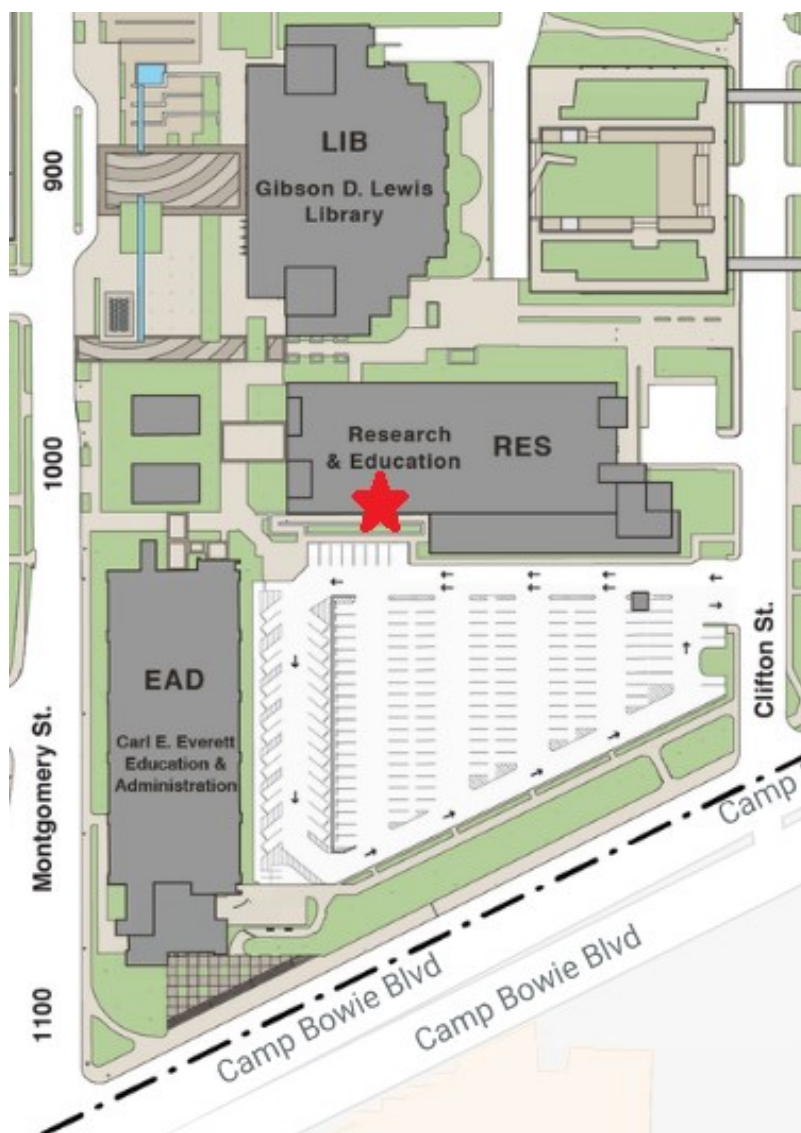 LIB
Gibson D. Lewis
Library
900
Research
& Education
RES
1000
EAD
Carl E. Everett
Education &
Administration
Clifton St.
Montgomery St.
Camp
Camp Bowie Blvd
Camp Bowie Blvd
1100